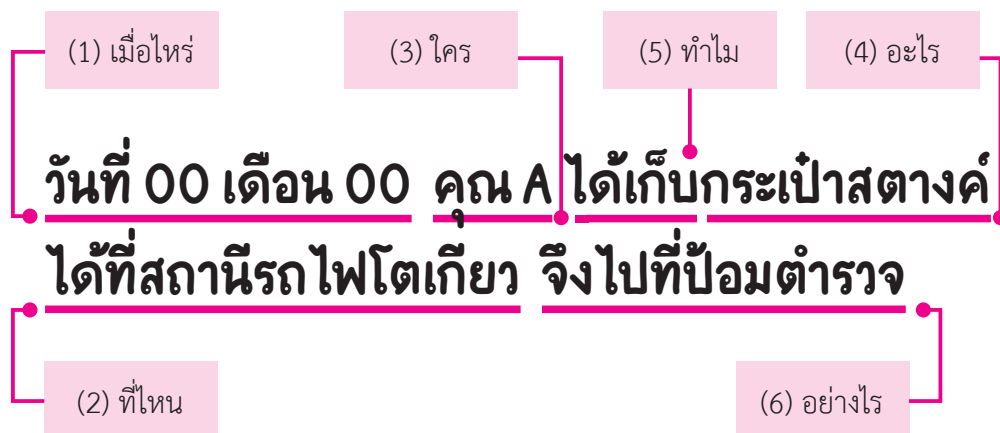 (1) เมื่อไหร่
(3) ใคร
(5) ทำไม
(4) อะไร
วันที่ 00 เดือน 00 คุณ A ได้เก็บกระเป๋าสตางค์
ได้ที่สถานีรถไฟโตเกียว จึงไปที่ป้อมตำรวจ
(2) ที่ไหน
(6) อย่างไร